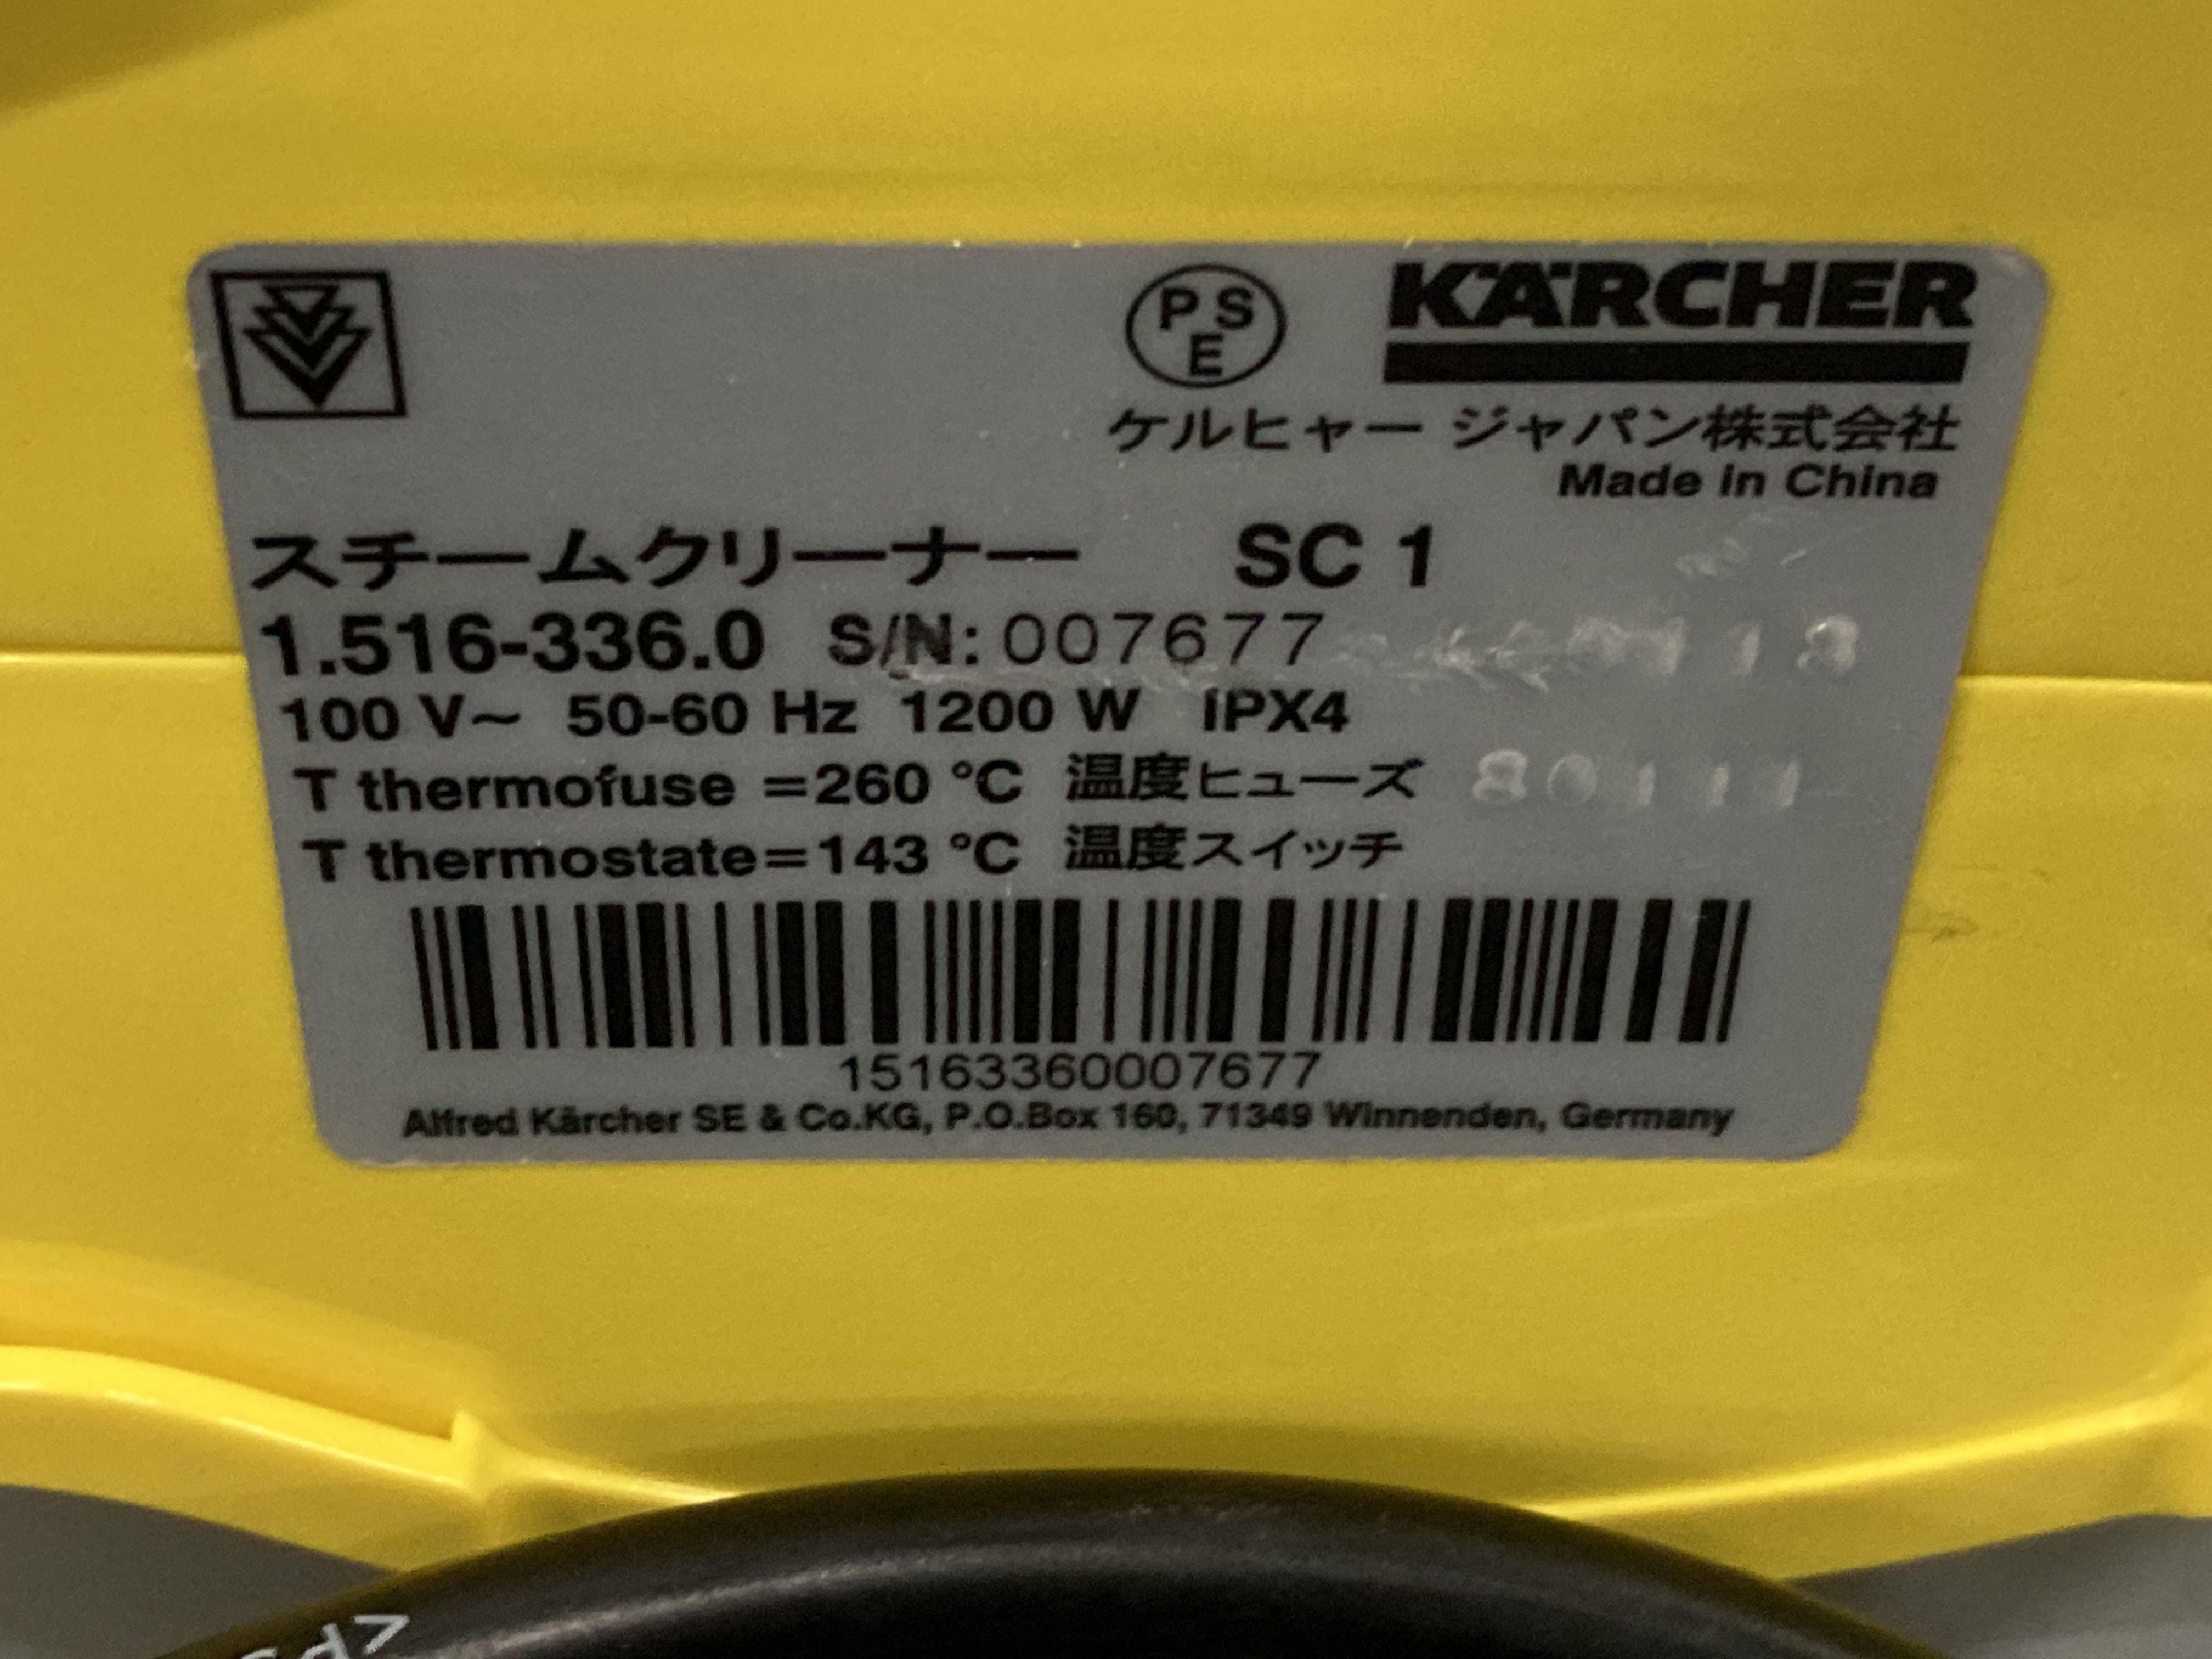 PSE KÄRCHER
ケルヒャー ジャパン株式会社
Made in China
スチームクリーナー SC 1
1.516-336.0 S/N: 007677
100 V~ 50-60 Hz 1200 W IPX4
T thermofuse =260 °C 温度ヒューズ
80111
T thermostate=143 °C 温度スイッチ
15163360007677
Alfred Kärcher SE & Co.KG, P.O.Box 160, 71349 Winnenden, Germany